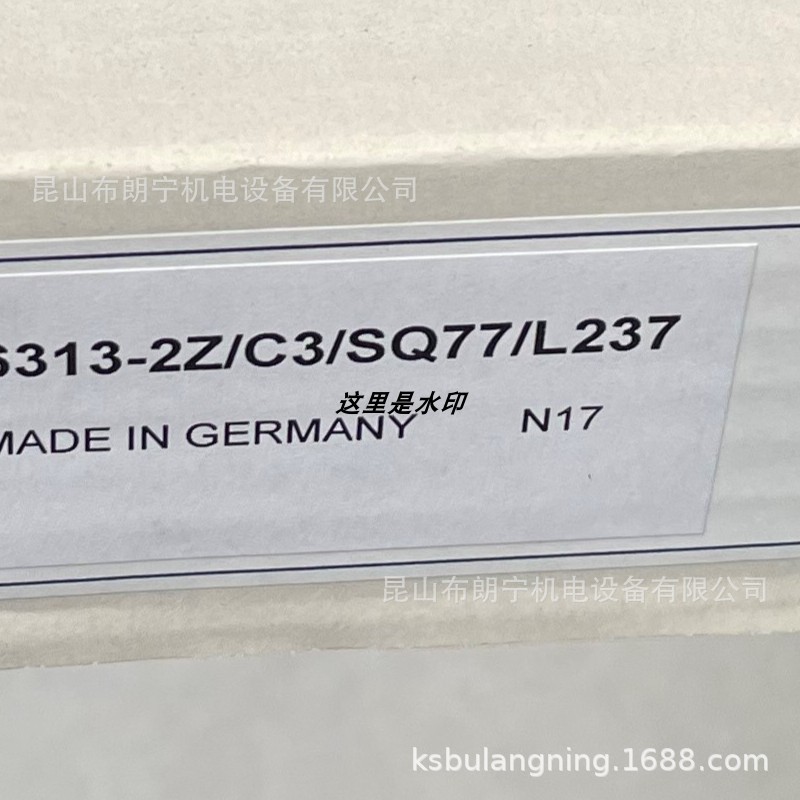 昆山布朗宁机电设备有限公司
6313-2Z/C3/SQ77/L237
这里是水印
MADE IN GERMANY N17
昆山布朗宁机电设备有限公司
ksbulangning.1688.com